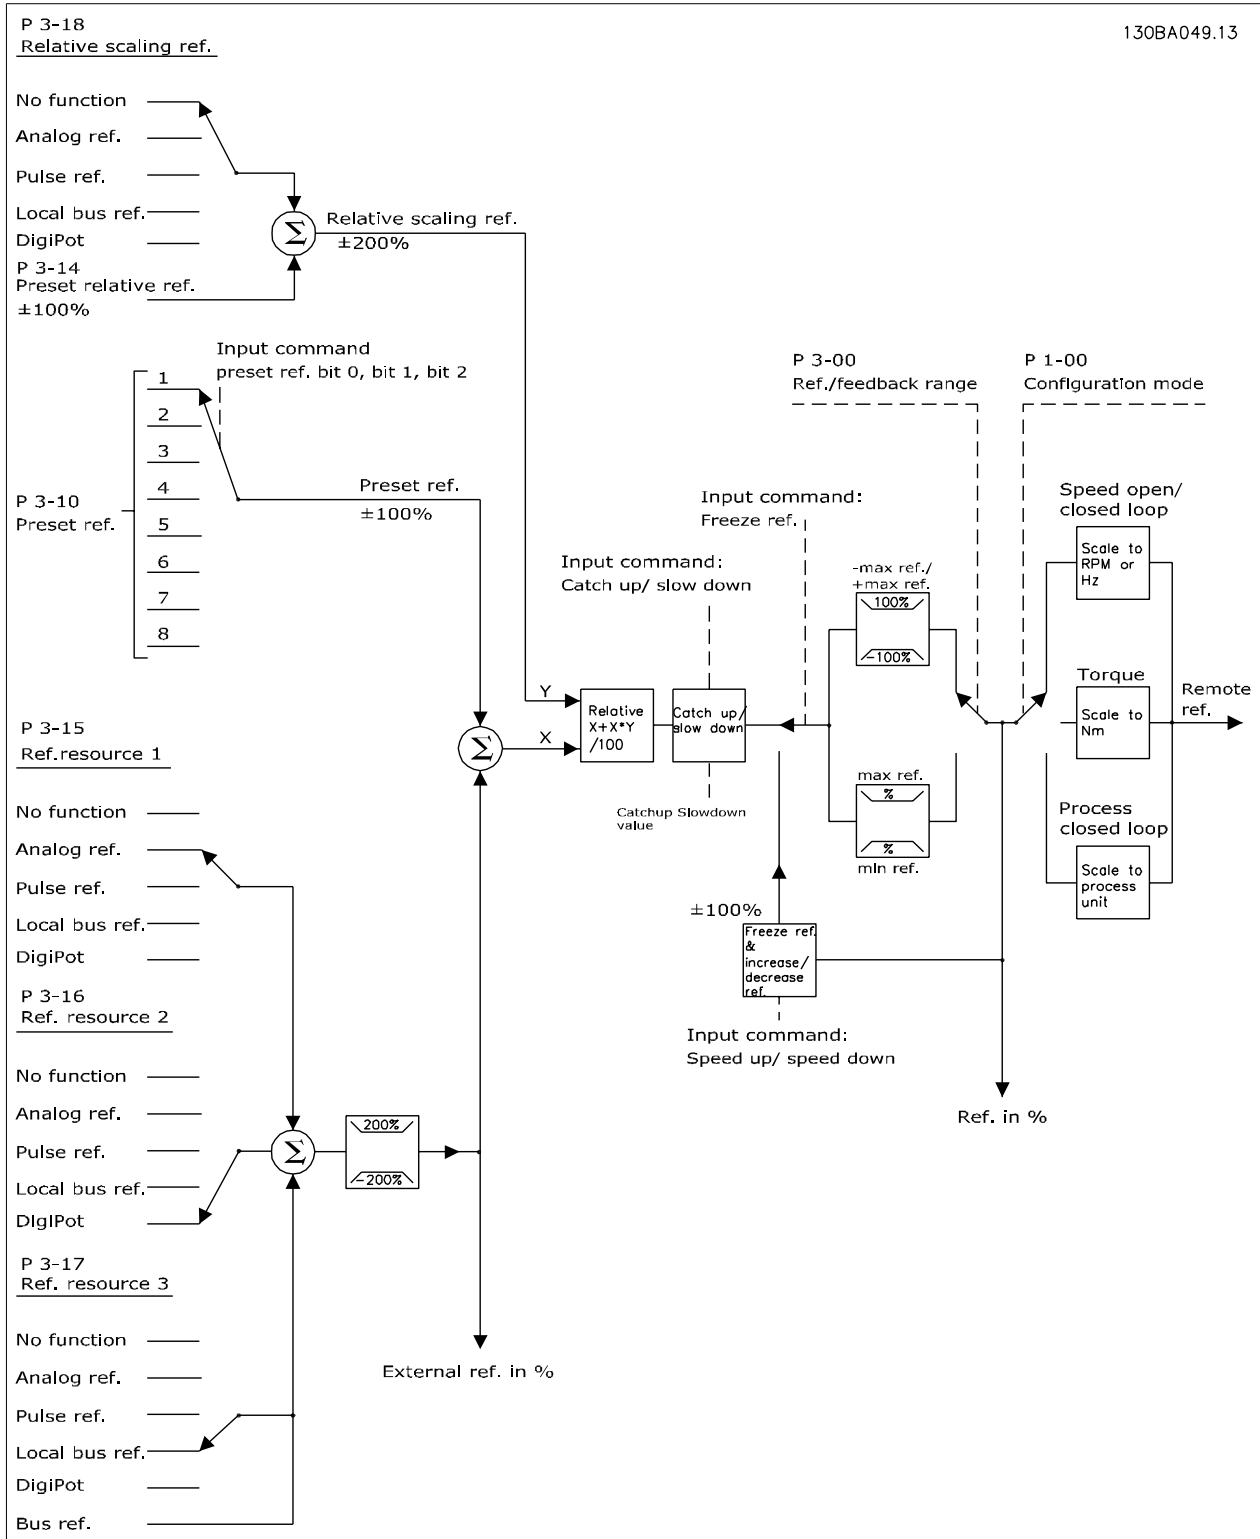 P 3-18
Relative scaling ref.
130BA049.13
No function
Analog ref.
Pulse ref.
Local bus ref.
DigiPot
Σ
Relative scaling ref.
±200%
P 3-14
Preset relative ref.
±100%
Input command
preset ref. bit 0, bit 1, bit 2
P 3-10
Preset ref.
1
2
3
4
5
6
7
8
Preset ref.
±100%
P 3-15
Ref.resource 1
No function
Analog ref.
Pulse ref.
Local bus ref.
DigiPot
P 3-16
Ref. resource 2
No function
Analog ref.
Pulse ref.
Local bus ref.
DigiPot
Σ
200%
-200%
P 3-17
Ref. resource 3
No function
Analog ref.
Pulse ref.
Local bus ref.
DigiPot
Bus ref.
External ref. in %
Σ
Y
X
Relative
X+X*Y
/100
Input command:
Catch up/ slow down
Catch up/
slow down
Catchup Slowdown
value
Input command:
Freeze ref.
-max ref./
+max ref.
100%
-100%
max ref.
%
%
min ref.
±100%
Freeze ref.
&
increase/
decrease
ref.
Input command:
Speed up/ speed down
Ref. in %
P 3-00
Ref./feedback range
P 1-00
Configuration mode
Speed open/
closed loop
Scale to
RPM or
Hz
Torque
Scale to
Nm
Process
closed loop
Scale to
process
unit
Remote
ref.